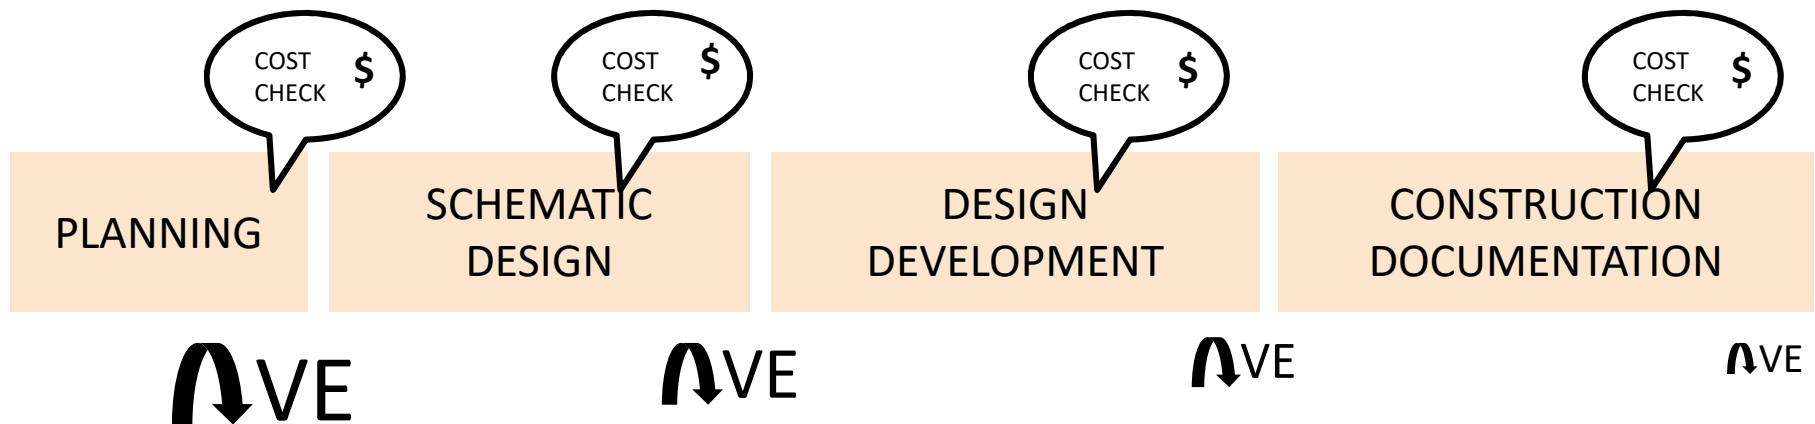 COST $
CHECK
COST $
CHECK
COST $
CHECK
COST $
CHECK
PLANNING
SCHEMATIC
DESIGN
DESIGN
DEVELOPMENT
CONSTRUCTION
DOCUMENTATION
VE
VE
VE
VE